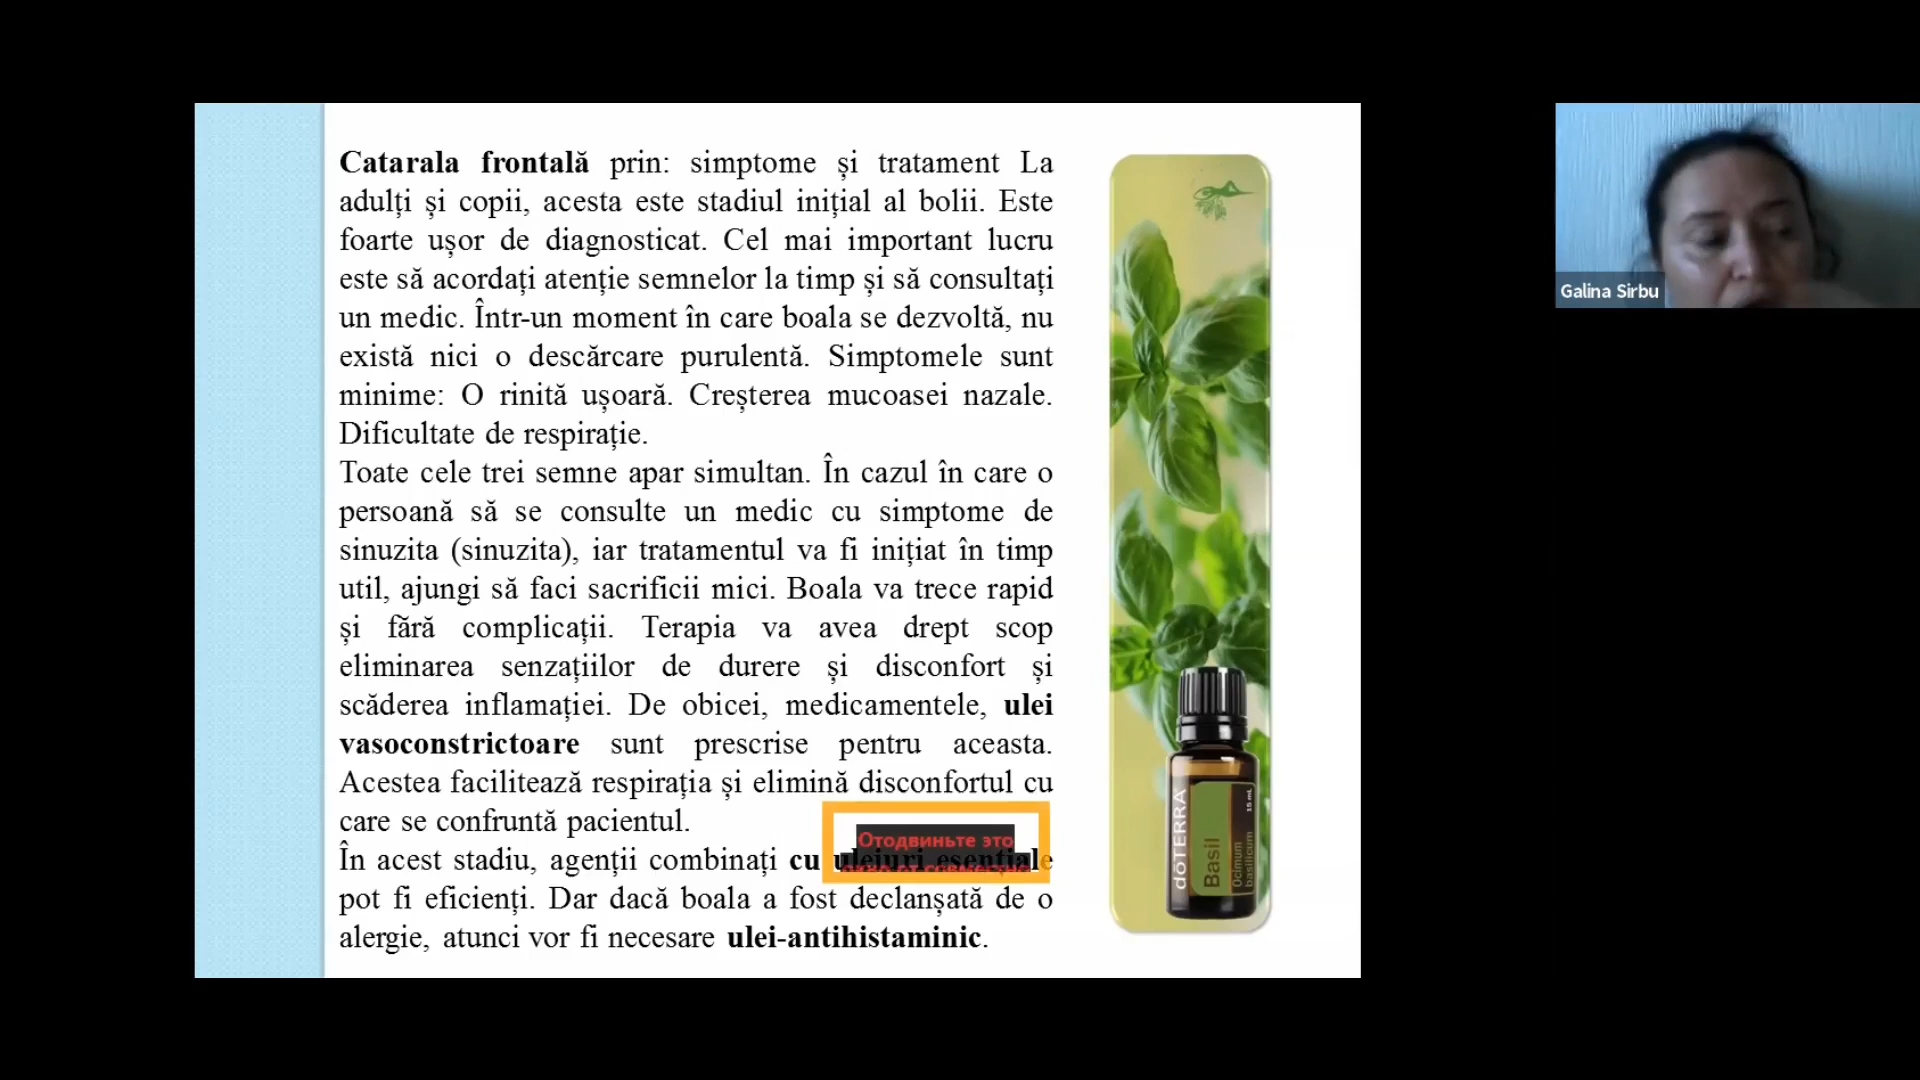 Catarala frontală prin: simptome și tratament La
adulți și copii, acesta este stadiul inițial al bolii. Este
foarte ușor de diagnosticat. Cel mai important lucru
este să acordați atenție semnelor la timp și să consultați
un medic. Într-un moment în care boala se dezvoltă, nu
există nici o descărcare purulentă. Simptomele sunt
minime: O rinită ușoară. Creșterea mucoasei nazale.
Dificultate de respirație.
Toate cele trei semne apar simultan. În cazul în care o
persoană să se consulte un medic cu simptome de
sinuzita (sinuzita), iar tratamentul va fi inițiat în timp
util, ajungi să faci sacrificii mici. Boala va trece rapid
și fără complicații. Terapia va avea drept scop
eliminarea senzațiilor de durere și disconfort și
scăderea inflamației. De obicei, medicamentele, ulei
vasoconstrictoare sunt prescrise pentru aceasta.
Acestea facilitează respirația și elimină disconfortul cu
care se confruntă pacientul.
Отодвиньте это
În acest stadiu, agenții combinați cu uleiuri esențiale
pot fi eficienți. Dar dacă boala a fost declanșată de o
alergie, atunci vor fi necesare ulei-antihistaminic.
dōTERRA
Basil
Ocimum
basilicum 15 mL
Galina Sirbu